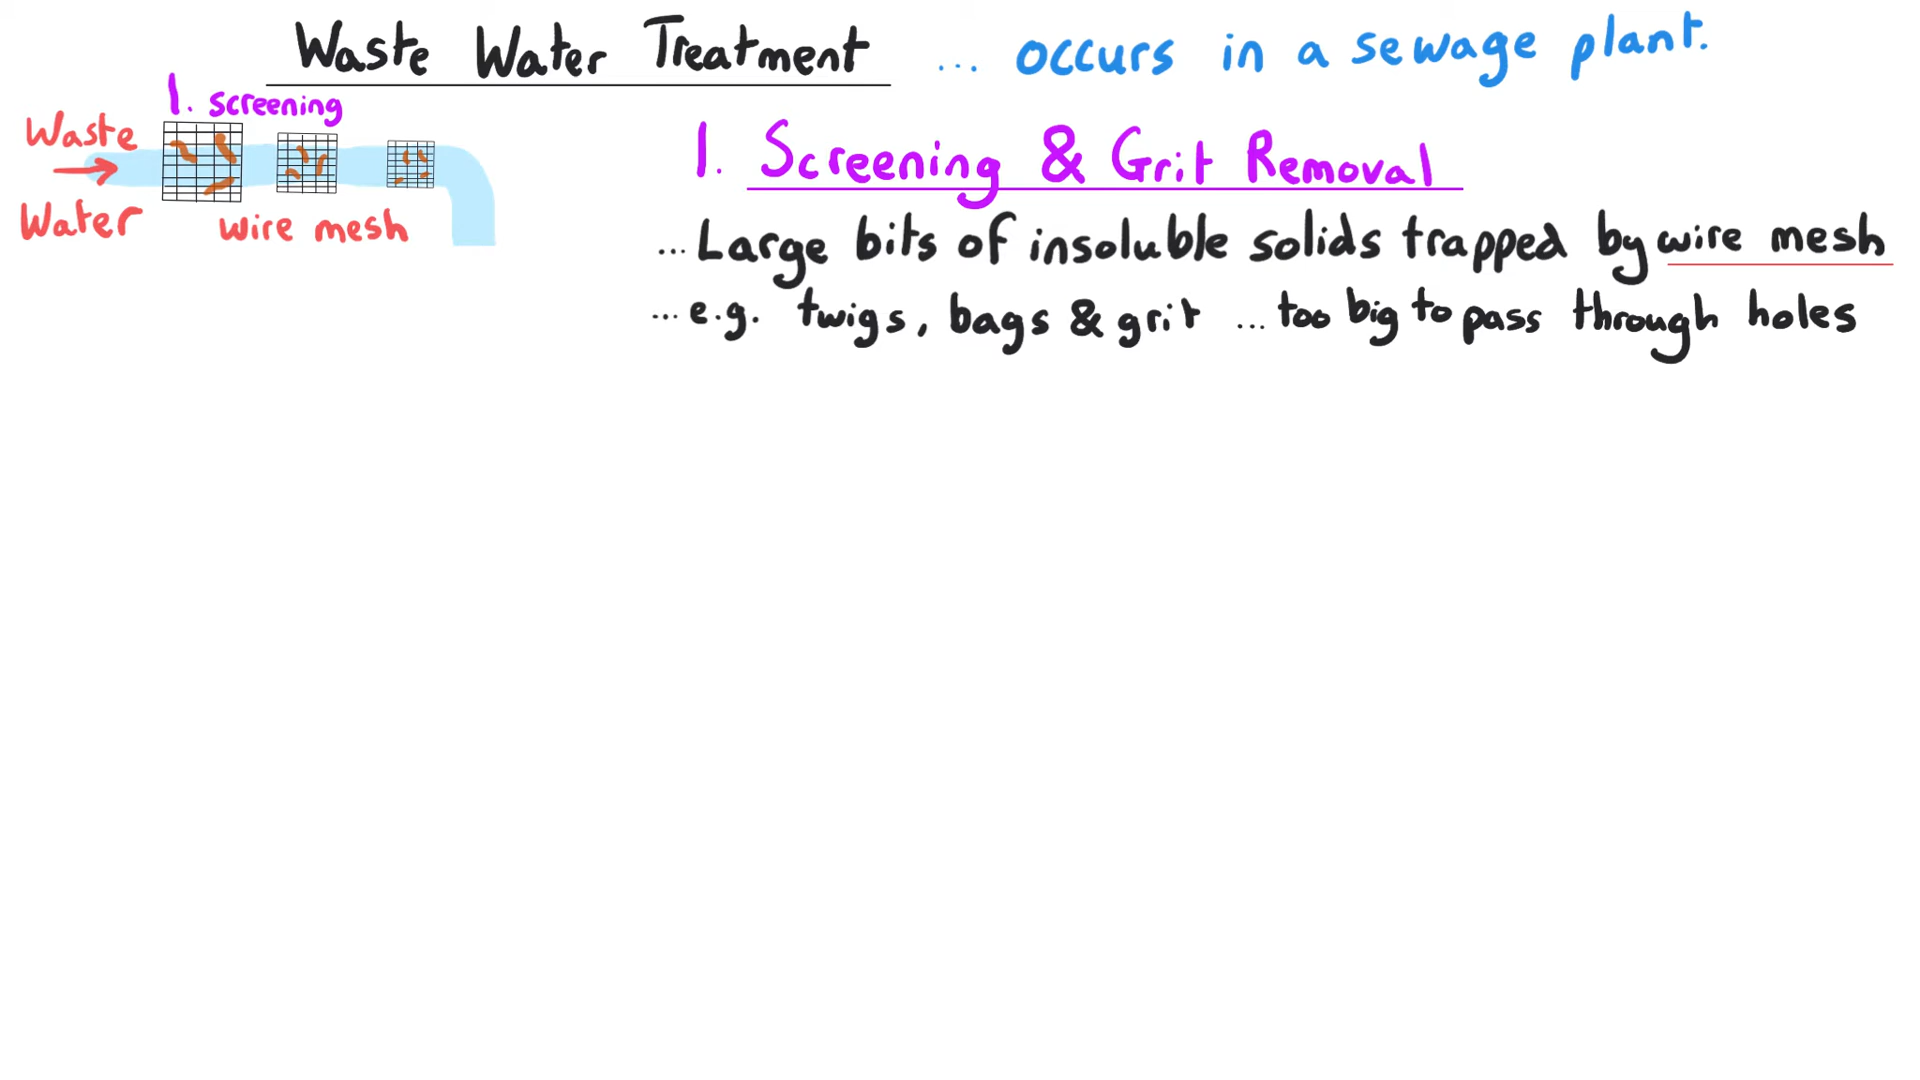 Waste Water Treatment ... occurs in a sewage plant.
1. screening
Waste
Water
wire mesh
1. Screening & Grit Removal
...Large bits of insoluble solids trapped by wire mesh
...e.g. twigs, bags & grit ...too big to pass through holes